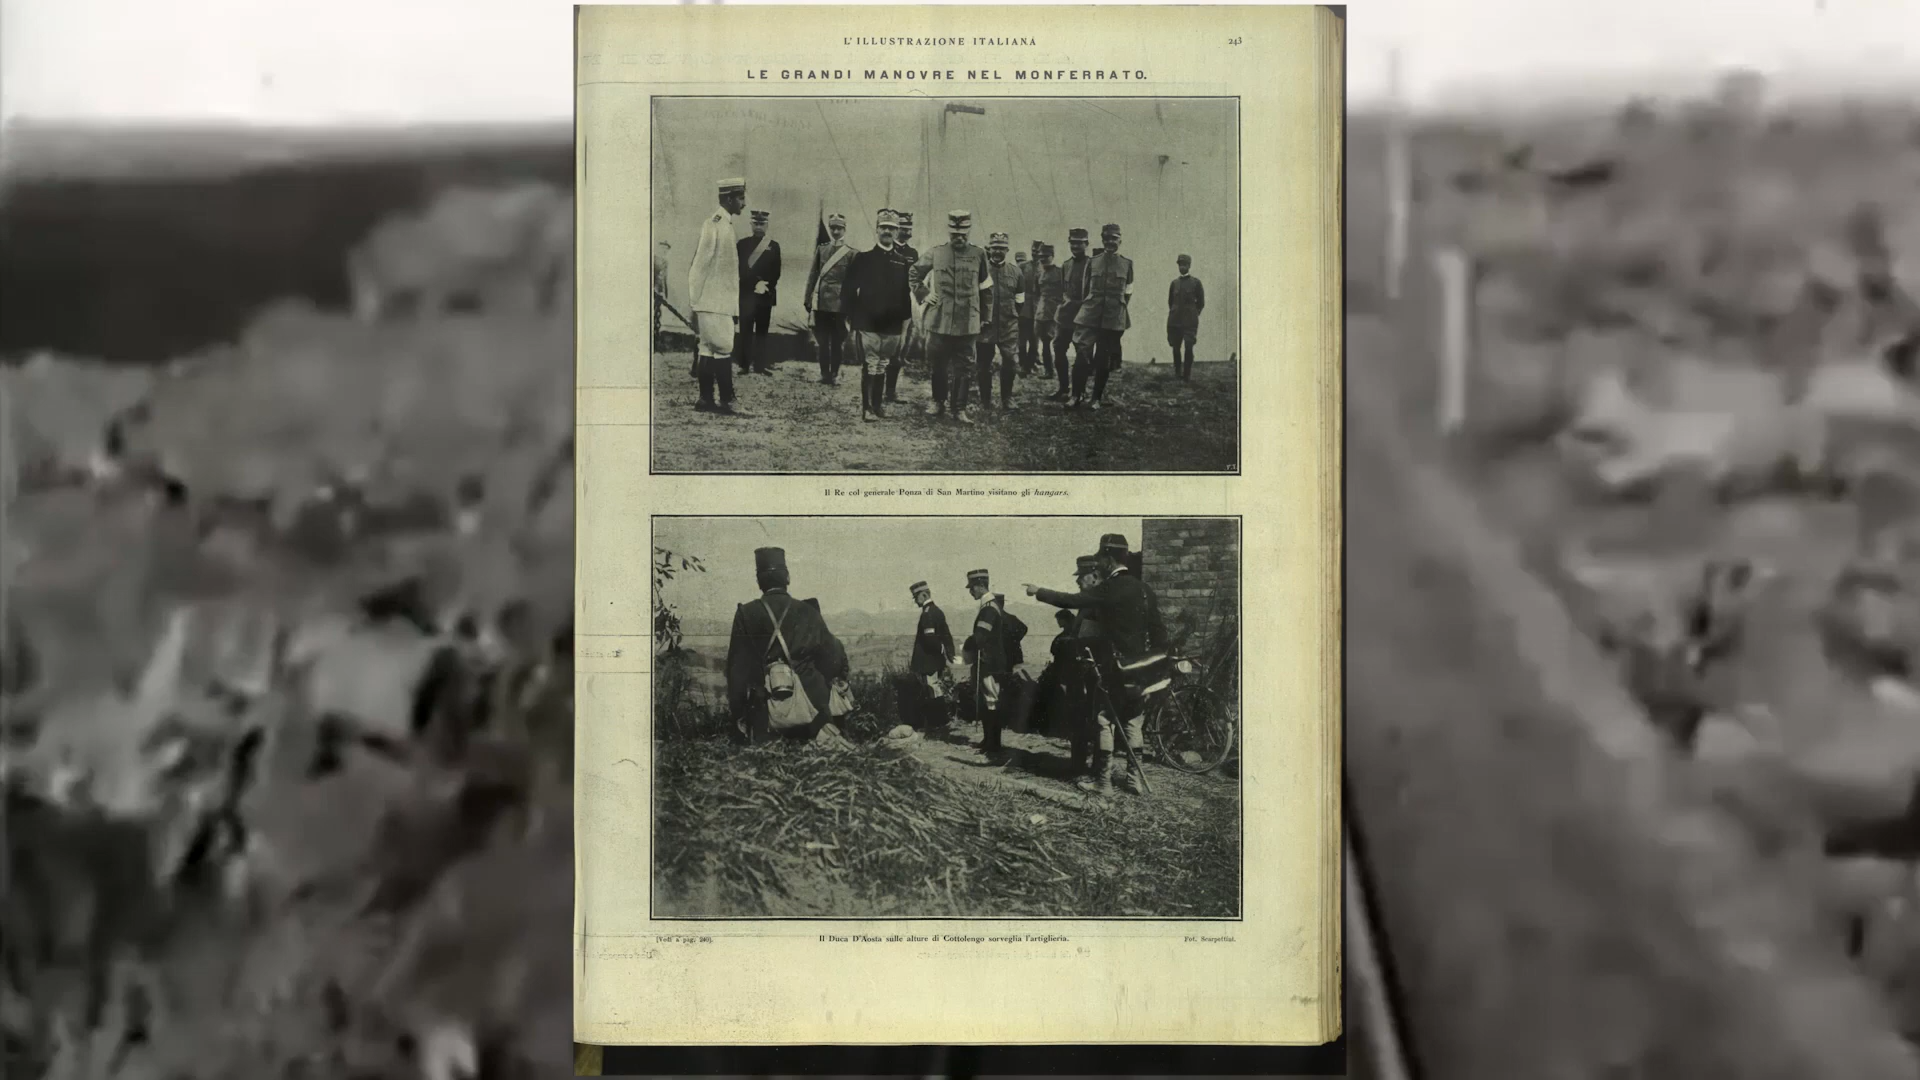 L'ILLUSTRAZIONE ITALIANA 243
LE GRANDI MANOVRE NEL MONFERRATO.
Il Re col generale Ponza di San Martino visitano gli hangars.
(Vedi a pag. 240). Il Duca D'Aosta sulle alture di Cottolengo sorveglia l'artiglieria. Fot. Scarpettini.